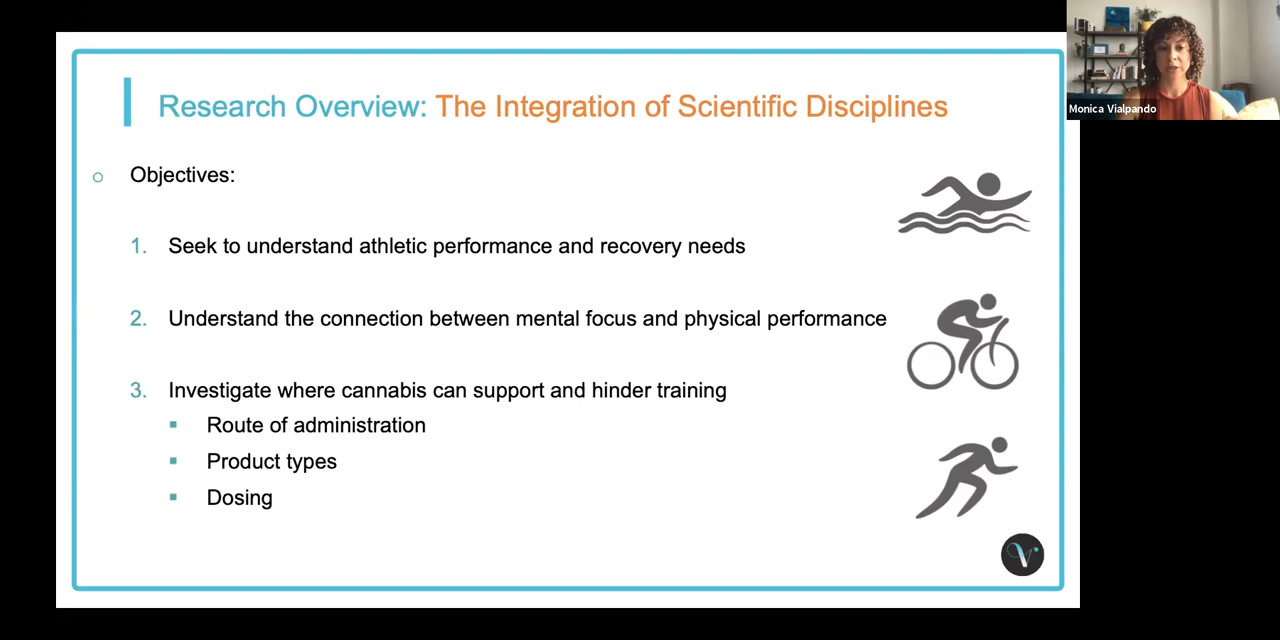 Research Overview: The Integration of Scientific Disciplines
Objectives:
1. Seek to understand athletic performance and recovery needs
2. Understand the connection between mental focus and physical performance
3. Investigate where cannabis can support and hinder training
Route of administration
Product types
Dosing
V
Monica Vialpando